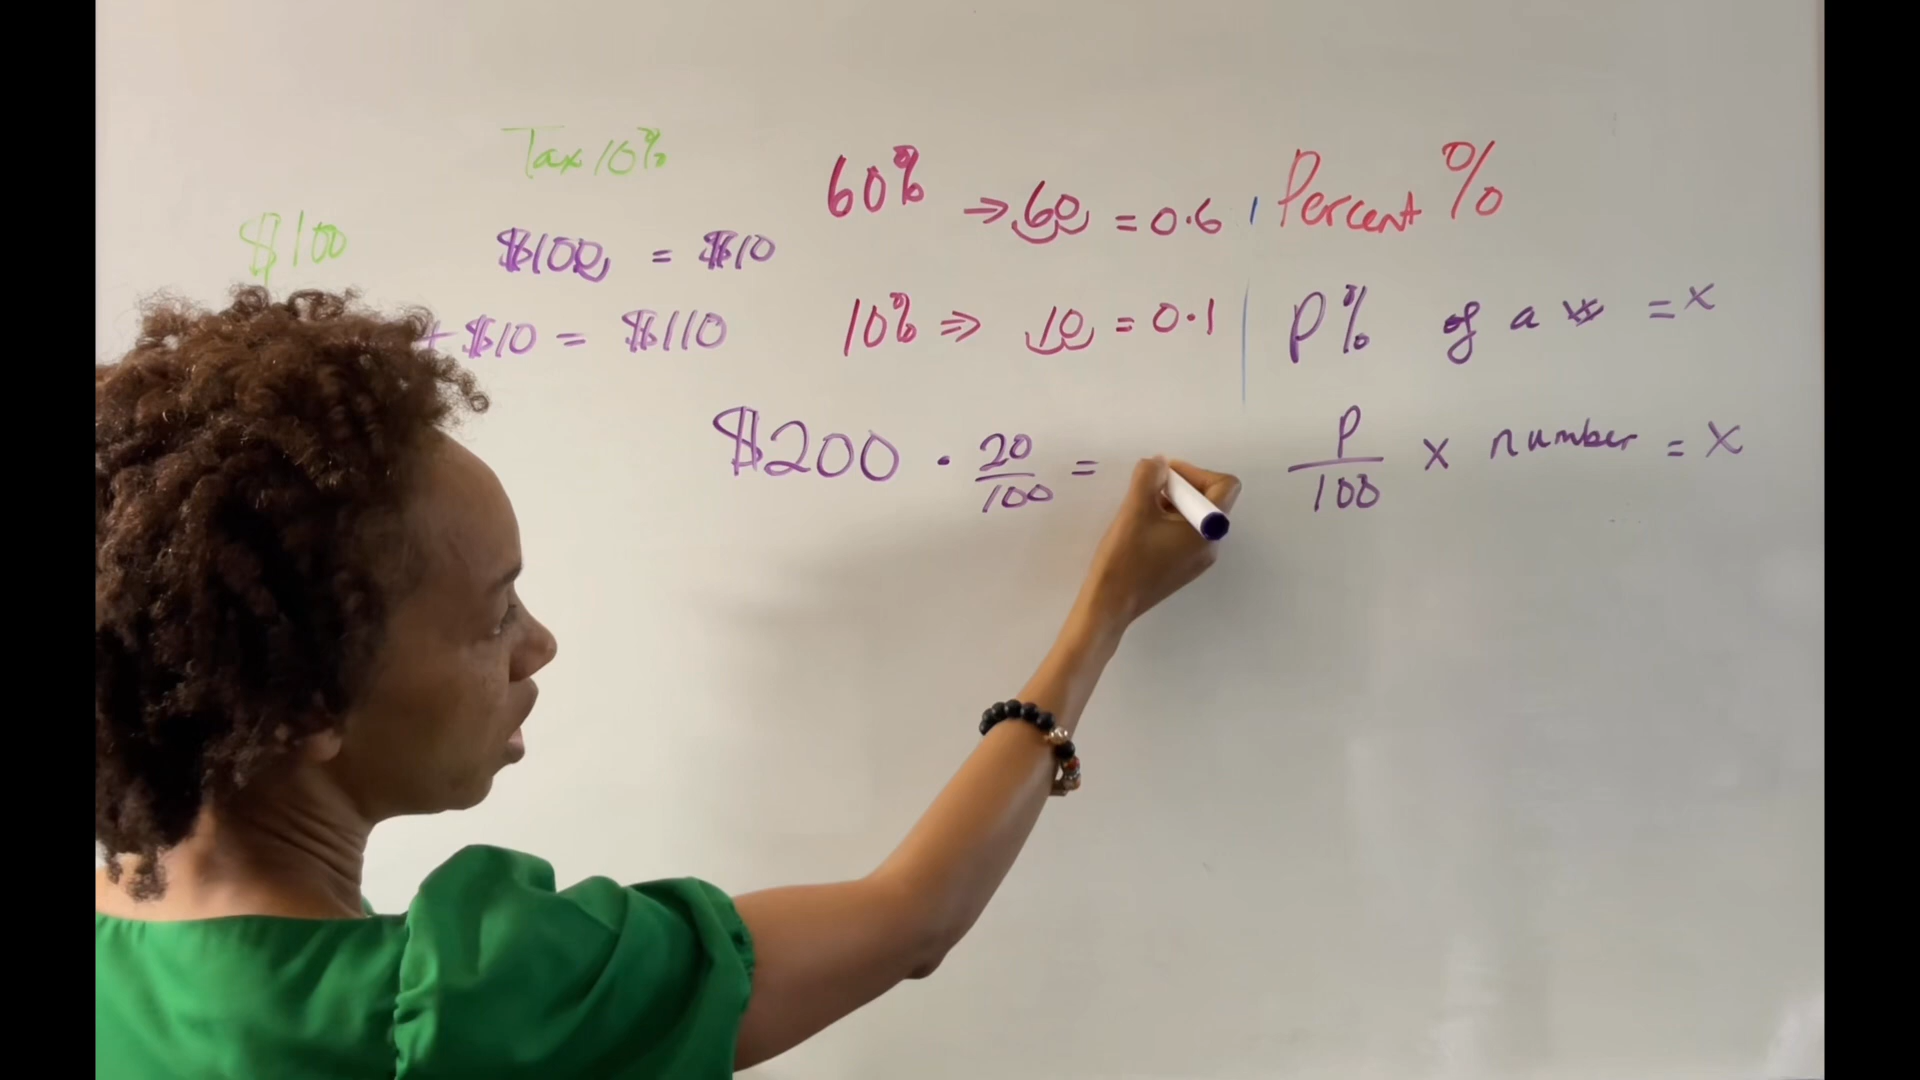 Tax 10%
$100
$100 = $10
+ $10 = $110
60% → 60 = 0.6
10% ⇒ 10 = 0.1
$200 · 20/100 =
Percent %
P% of a = x
P/100 x number = x